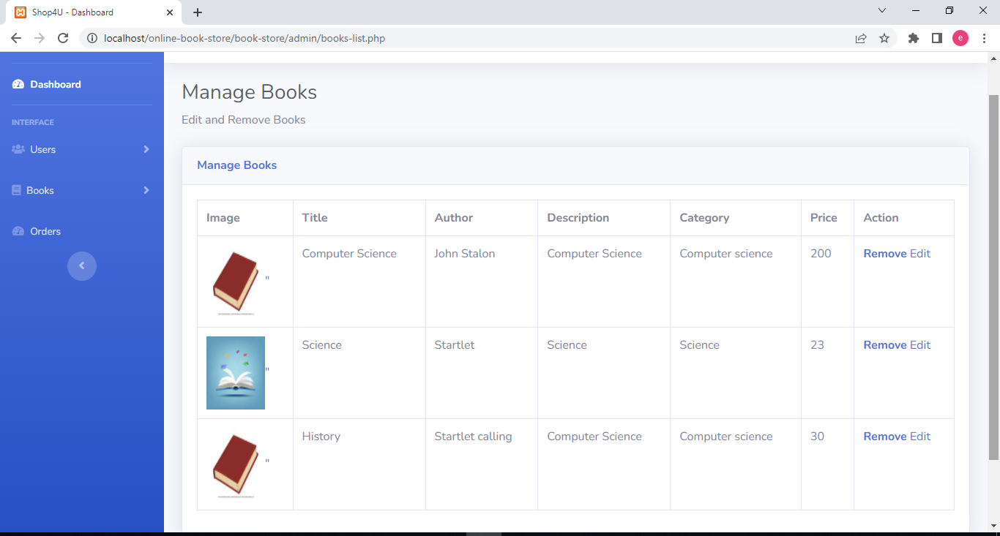 Shop4U - Dashboard
localhost/online-book-store/book-store/admin/books-list.php
e
Dashboard
INTERFACE
Users
Books
Orders
Manage Books
Edit and Remove Books
Manage Books
Image Title Author Description Category Price Action
Computer Science John Stalon Computer Science Computer science 200 Remove Edit
"
Science Startlet Science Science 23 Remove Edit
"
History Startlet calling Computer Science Computer science 30 Remove Edit
"